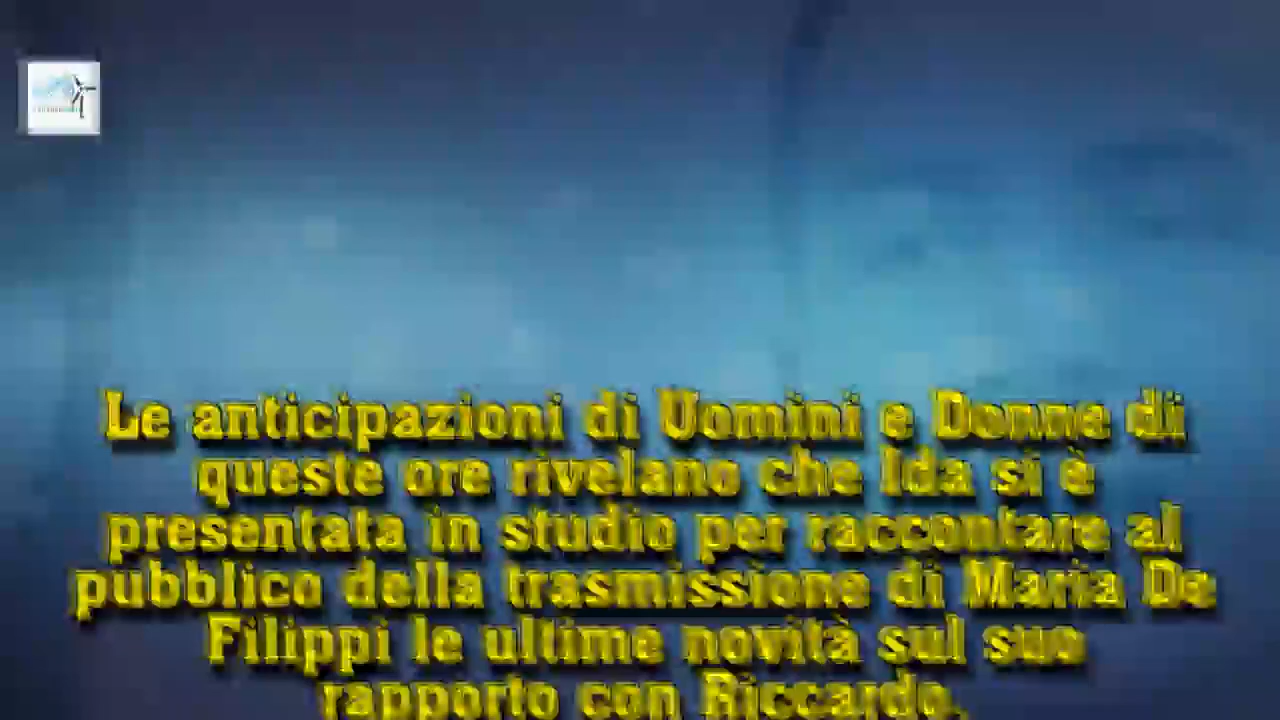 Le anticipazioni di Uomini e Donne di
queste ore rivelano che Ida si è
presentata in studio per raccontare al
pubblico della trasmissione di Maria De
Filippi le ultime novità sul suo
rapporto con Riccardo.